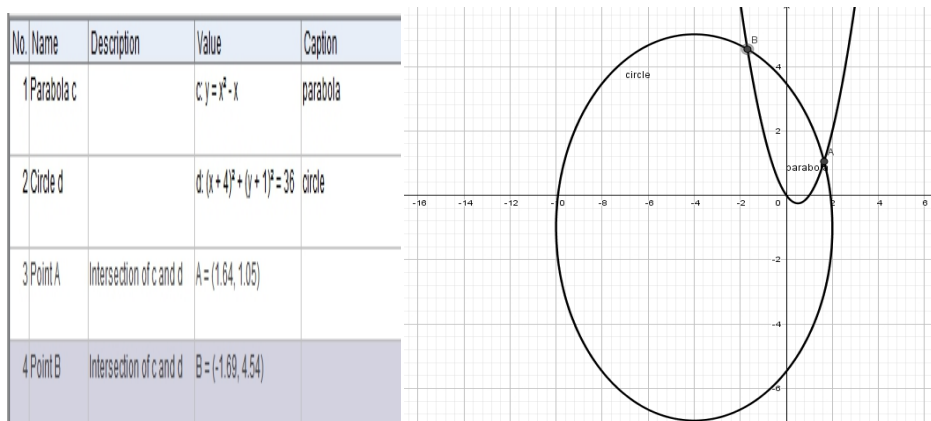 No. Name Description Value Caption
1 Parabola c c: y = x² - x parabola
2 Circle d d: (x + 4)² + (y + 1)² = 36 circle
3 Point A Intersection of c and d A = (1.64, 1.05)
4 Point B Intersection of c and d B = (-1.69, 4.54)
B
circle
4
2
A
parabol
-16 -14 -12 -10 -8 -6 -4 -2 0 2 4 6
-2
-4
-6